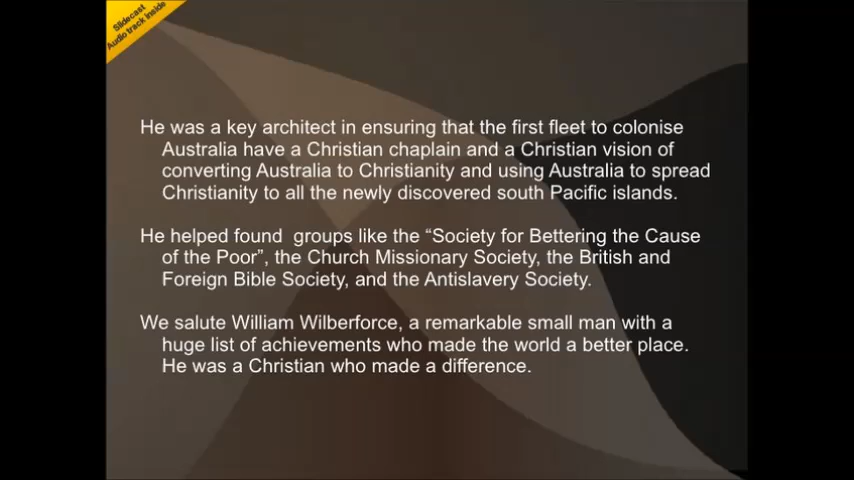 Slidecast
Audio track inside
He was a key architect in ensuring that the first fleet to colonise
Australia have a Christian chaplain and a Christian vision of
converting Australia to Christianity and using Australia to spread
Christianity to all the newly discovered south Pacific islands.
He helped found  groups like the “Society for Bettering the Cause
of the Poor”, the Church Missionary Society, the British and
Foreign Bible Society, and the Antislavery Society.
We salute William Wilberforce, a remarkable small man with a
huge list of achievements who made the world a better place.
He was a Christian who made a difference.